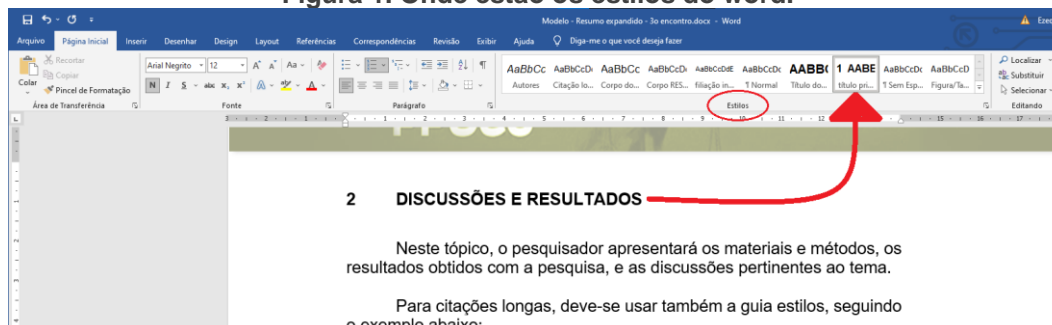 Figura 1. Onde estão os estilos do word.
Modelo - Resumo expandido - 3o encontro.docx - Word
Arquivo Página Inicial Inserir Desenhar Design Layout Referências Correspondências Revisão Exibir Ajuda Diga-me o que você deseja fazer
Colar
Recortar
Copiar
Pincel de Formatação
Área de Transferência
Arial Negrito 12
N I S abc x₂ x²
Fonte
Parágrafo
AaBbCc AaBbCcDc AaBbCc AaBbCcDc AaBbCcDdE AaBbCcDc AABB( 1 AABE AaBbCcDc AaBbCcD
Autores Citação lo... Corpo do... Corpo RES... filiação in... ¶ Normal Título do... título pri... ¶ Sem Esp... Figura/Ta...
Estilos
Localizar
Substituir
Selecionar
Editando
2 DISCUSSÕES E RESULTADOS
Neste tópico, o pesquisador apresentará os materiais e métodos, os
resultados obtidos com a pesquisa, e as discussões pertinentes ao tema.
Para citações longas, deve-se usar também a guia estilos, seguindo
o exemplo abaixo: